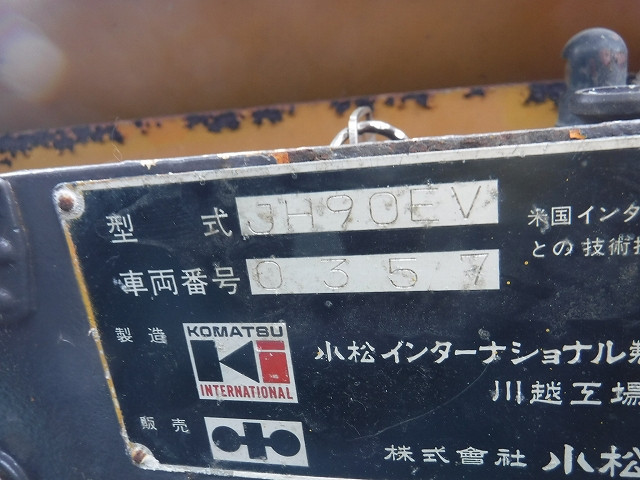 型式 JH90EV
車両番号 0357
米国インタ
との技術
製造 KOMATSU INTERNATIONAL
小松インターナショナル製
川越工場
販売
株式會社 小松